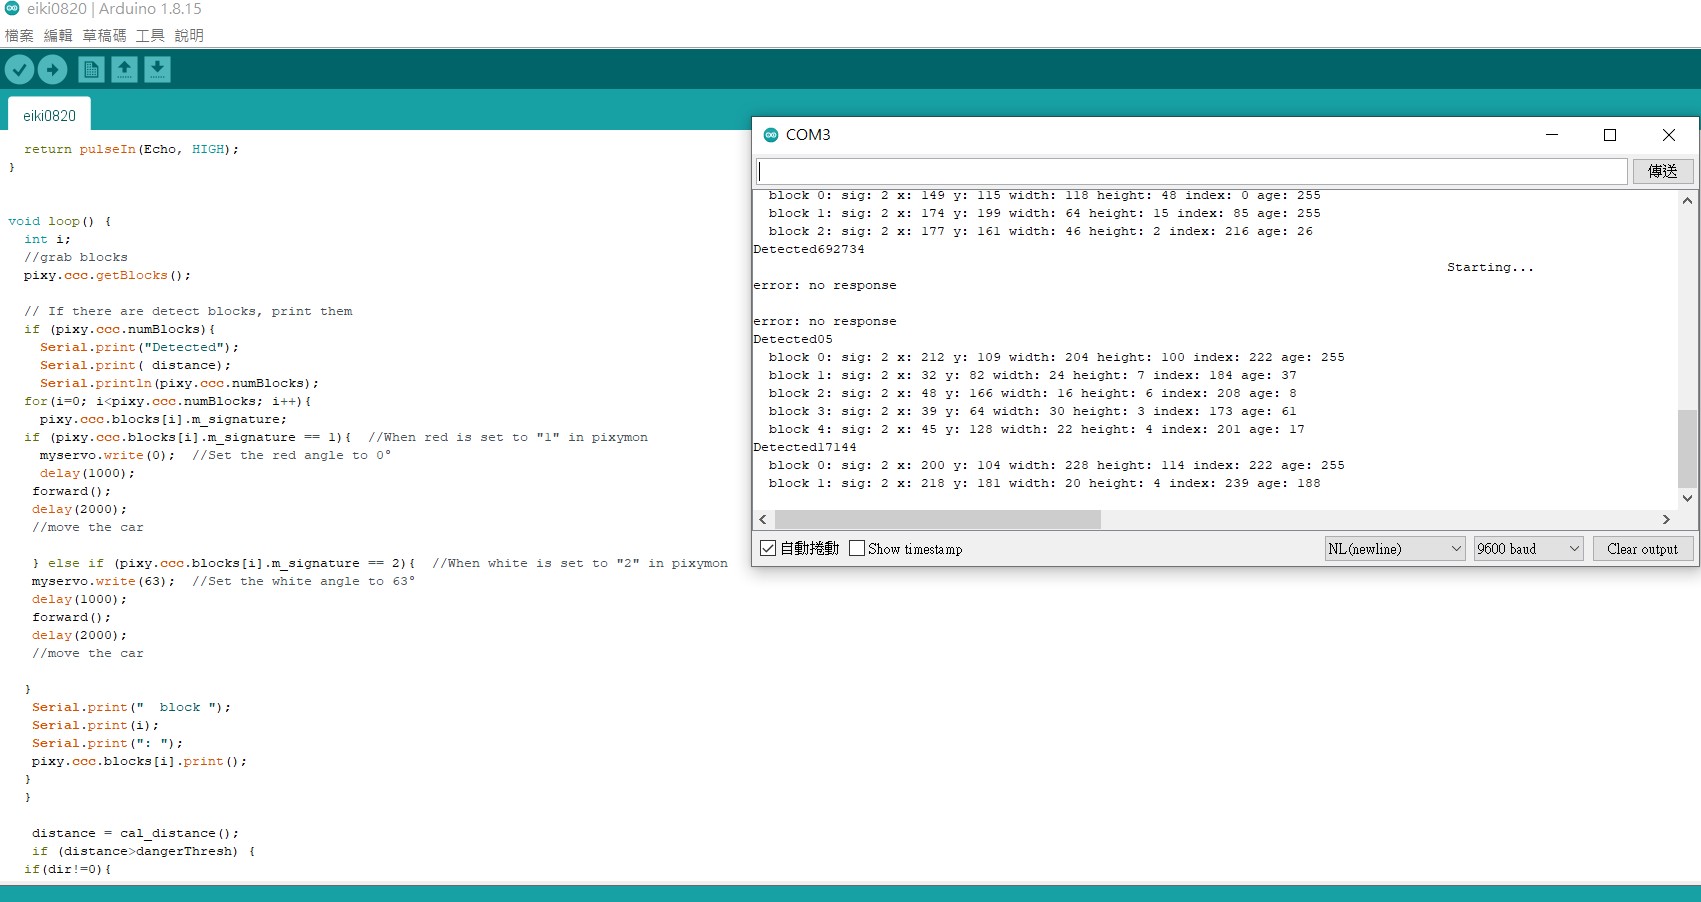 eiki0820 | Arduino 1.8.15
檔案 編輯 草稿碼 工具 說明
eiki0820
return pulseIn(Echo, HIGH);
}
void loop() {
int i;
//grab blocks
pixy.ccc.getBlocks();
// If there are detect blocks, print them
if (pixy.ccc.numBlocks){
Serial.print("Detected");
Serial.print( distance);
Serial.println(pixy.ccc.numBlocks);
for(i=0; i<pixy.ccc.numBlocks; i++){
pixy.ccc.blocks[i].m_signature;
if (pixy.ccc.blocks[i].m_signature == 1){  //When red is set to "1" in pixymon
myservo.write(0);  //Set the red angle to 0°
delay(1000);
forward();
delay(2000);
//move the car
} else if (pixy.ccc.blocks[i].m_signature == 2){  //When white is set to "2" in pixymon
myservo.write(63);  //Set the white angle to 63°
delay(1000);
forward();
delay(2000);
//move the car
}
Serial.print("  block ");
Serial.print(i);
Serial.print(": ");
pixy.ccc.blocks[i].print();
}
}
distance = cal_distance();
if (distance>dangerThresh) {
if(dir!=0){
COM3
傳送
block 0: sig: 2 x: 149 y: 115 width: 118 height: 48 index: 0 age: 255
block 1: sig: 2 x: 174 y: 199 width: 64 height: 15 index: 85 age: 255
block 2: sig: 2 x: 177 y: 161 width: 46 height: 2 index: 216 age: 26
Detected692734
Starting...
error: no response
error: no response
Detected05
block 0: sig: 2 x: 212 y: 109 width: 204 height: 100 index: 222 age: 255
block 1: sig: 2 x: 32 y: 82 width: 24 height: 7 index: 184 age: 37
block 2: sig: 2 x: 48 y: 166 width: 16 height: 6 index: 208 age: 8
block 3: sig: 2 x: 39 y: 64 width: 30 height: 3 index: 173 age: 61
block 4: sig: 2 x: 45 y: 128 width: 22 height: 4 index: 201 age: 17
Detected17144
block 0: sig: 2 x: 200 y: 104 width: 228 height: 114 index: 222 age: 255
block 1: sig: 2 x: 218 y: 181 width: 20 height: 4 index: 239 age: 188
自動捲動 Show timestamp NL(newline) 9600 baud Clear output